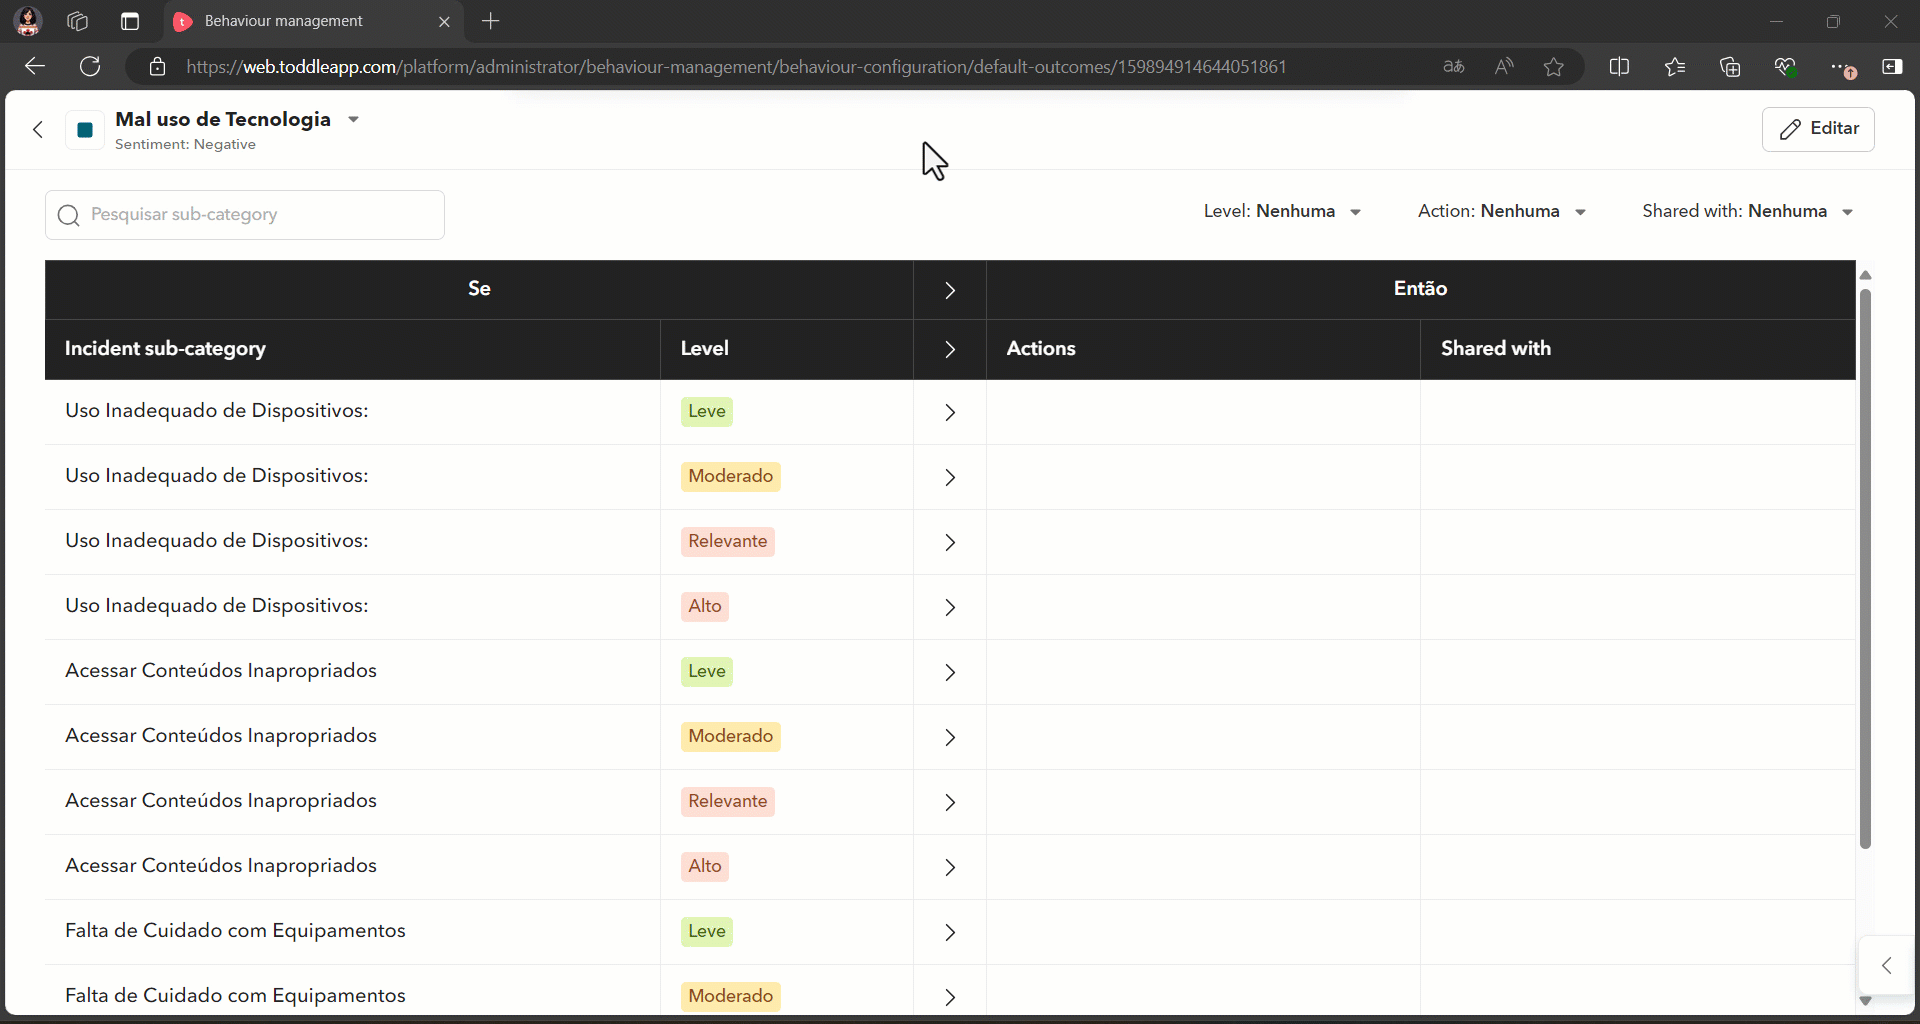 Behaviour management
https://web.toddleapp.com/platform/administrator/behaviour-management/behaviour-configuration/default-outcomes/159894914644051861
Mal uso de Tecnologia
Sentiment: Negative
Editar
Pesquisar sub-category
Level: Nenhuma
Action: Nenhuma
Shared with: Nenhuma
Se
Então
Incident sub-category
Level
Actions
Shared with
Uso Inadequado de Dispositivos:
Leve
Uso Inadequado de Dispositivos:
Moderado
Uso Inadequado de Dispositivos:
Relevante
Uso Inadequado de Dispositivos:
Alto
Acessar Conteúdos Inapropriados
Leve
Acessar Conteúdos Inapropriados
Moderado
Acessar Conteúdos Inapropriados
Relevante
Acessar Conteúdos Inapropriados
Alto
Falta de Cuidado com Equipamentos
Leve
Falta de Cuidado com Equipamentos
Moderado